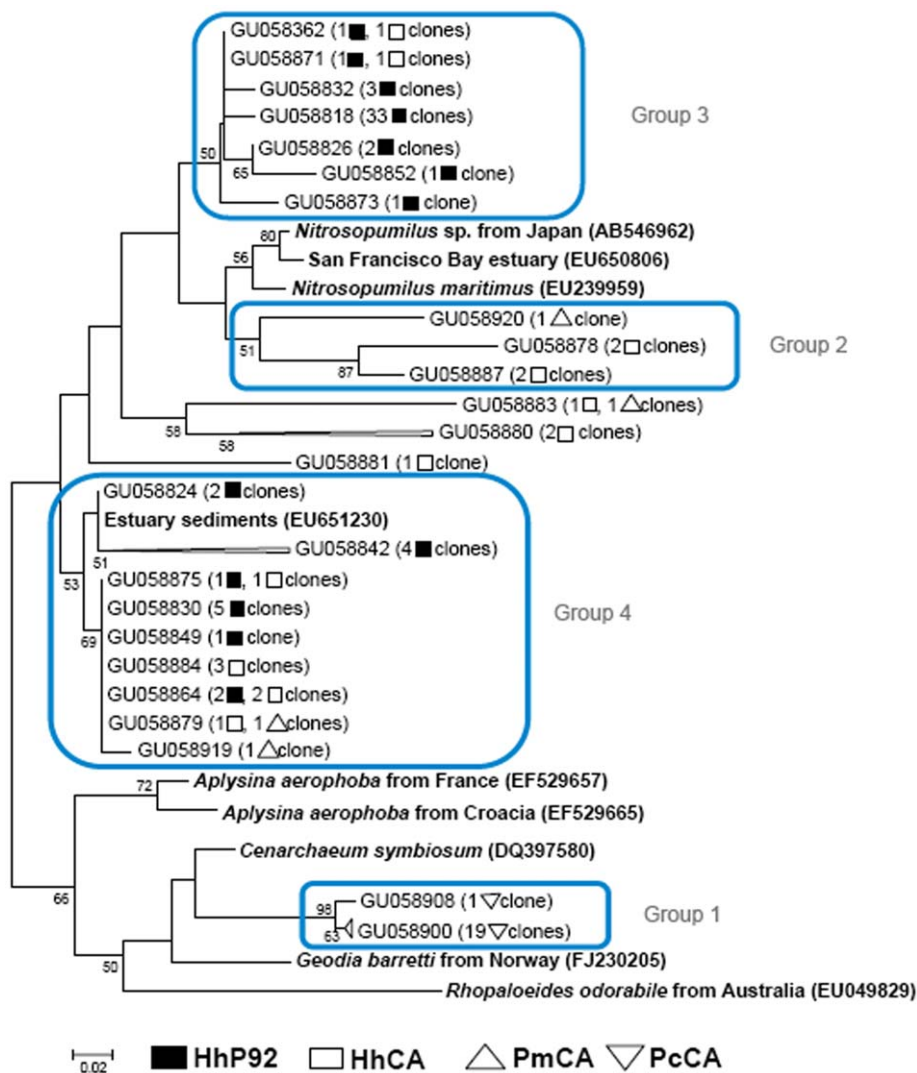 GU058362 (1■, 1□ clones)
GU058871 (1■, 1□ clones)
GU058832 (3■ clones)
GU058818 (33 ■ clones)
50
GU058826 (2■ clones)
65
GU058852 (1■ clone)
GU058873 (1■ clone)
Group 3
80
Nitrosopumilus sp. from Japan (AB546962)
56
San Francisco Bay estuary (EU650806)
Nitrosopumilus maritimus (EU239959)
GU058920 (1 △clone)
51
GU058878 (2□ clones)
87
GU058887 (2□ clones)
Group 2
GU058883 (1□, 1△clones)
58
58
GU058880 (2□ clones)
GU058881 (1 □clone)
GU058824 (2 ■clones)
Estuary sediments (EU651230)
51
GU058842 (4 ■clones)
53
GU058875 (1■, 1□clones)
GU058830 (5 ■clones)
GU058849 (1■ clone)
69
GU058884 (3 □clones)
GU058864 (2■, 2□clones)
GU058879 (1□, 1△clones)
GU058919 (1△clone)
Group 4
72
Aplysina aerophoba from France (EF529657)
Aplysina aerophoba from Croacia (EF529665)
66
Cenarchaeum symbiosum (DQ397580)
98
GU058908 (1▽clone)
63
GU058900 (19▽clones)
Group 1
50
Geodia barretti from Norway (FJ230205)
Rhopaloeides odorabile from Australia (EU049829)
0.02
■ HhP92 □ HhCA △ PmCA ▽ PcCA